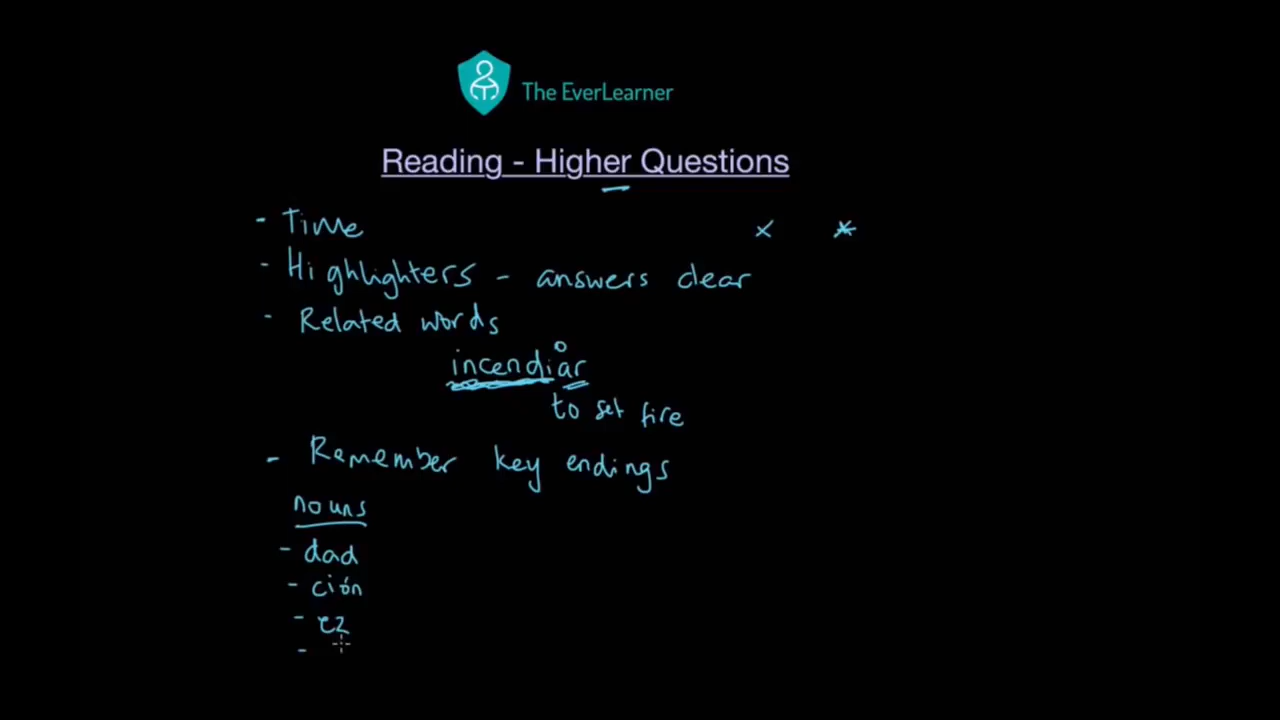 The EverLearner
Reading - Higher Questions
- Time x *
- Highlighters - answers clear
- Related words
o
incendiar
to set fire
- Remember key endings
nouns
- dad
- ción
- ez
-